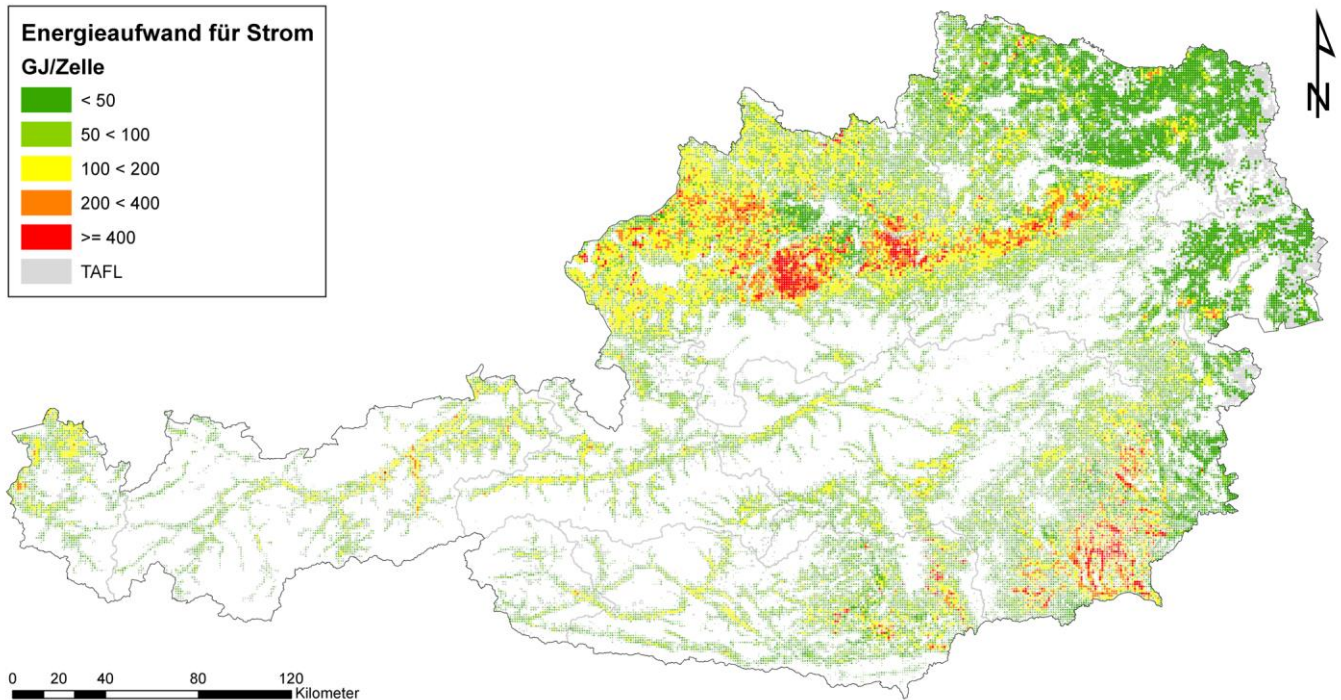 Energieaufwand für Strom
GJ/Zelle
< 50
50 < 100
100 < 200
200 < 400
>= 400
TAFL
N
0 20 40 80 120
Kilometer